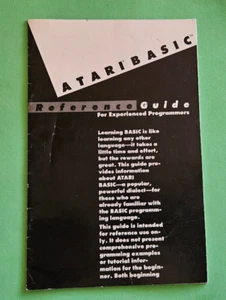 ATARI BASIC™
Reference Guide
For Experienced Programmers
Learning BASIC is like
learning any other
language—it takes a
little time and effort,
but the rewards are
great. This guide pro-
vides information
about ATARI
BASIC—a popular,
powerful dialect—for
those who are
already familiar with
the BASIC programm-
ing language.
This guide is intended
for reference use on-
ly. It does not present
comprehensive pro-
gramming examples
or tutorial infor-
mation for the begin-
ner. Both beginning